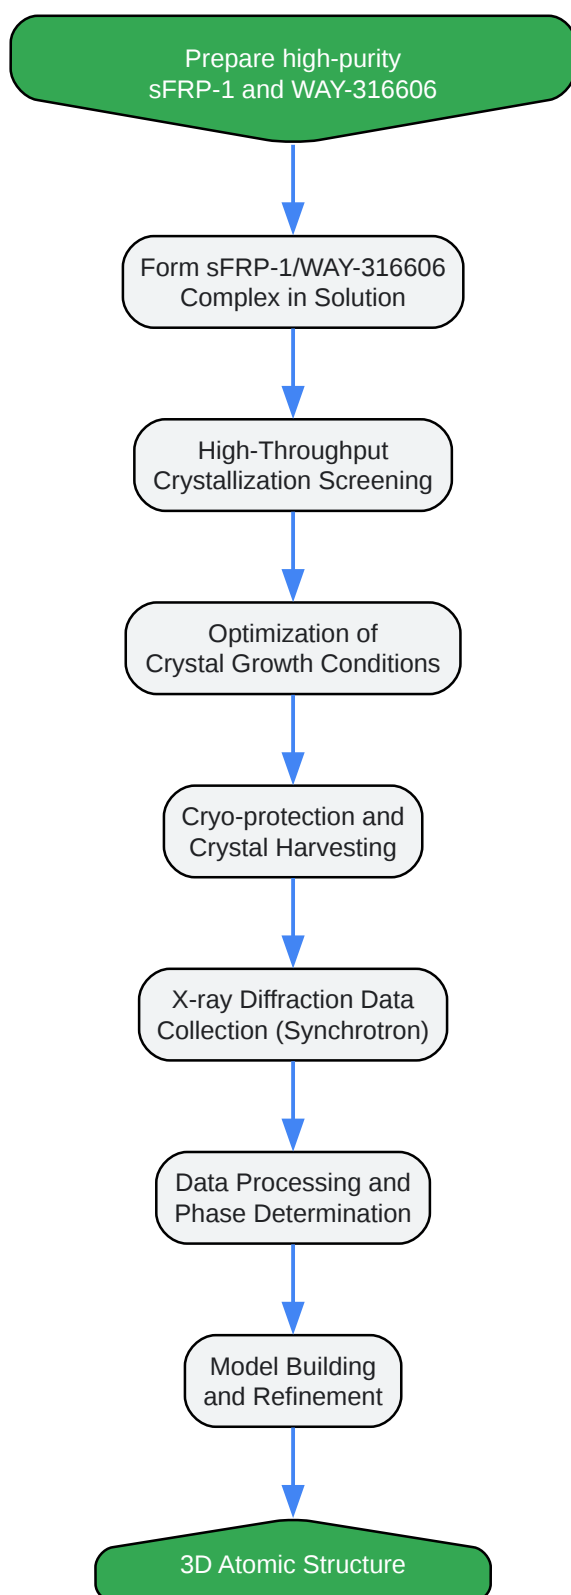 Prepare high-purity
sFRP-1 and WAY-316606
Form sFRP-1/WAY-316606
Complex in Solution
High-Throughput
Crystallization Screening
Optimization of
Crystal Growth Conditions
Cryo-protection and
Crystal Harvesting
X-ray Diffraction Data
Collection (Synchrotron)
Data Processing and
Phase Determination
Model Building
and Refinement
3D Atomic Structure